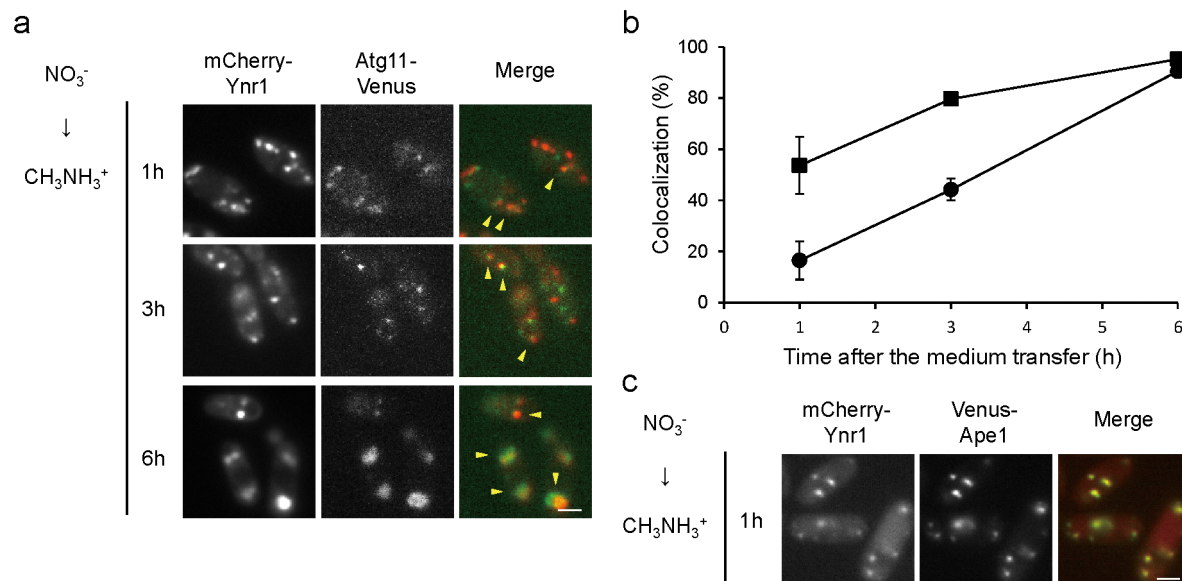 a
mCherry-
Ynr1
Atg11-
Venus
Merge
NO₃⁻
↓
CH₃NH₃⁺
1h
3h
6h
b
100
80
60
40
20
0
Colocalization (%)
0 1 2 3 4 5 6
Time after the medium transfer (h)
c
mCherry-
Ynr1
Venus-
Ape1
Merge
NO₃⁻
↓
CH₃NH₃⁺
1h